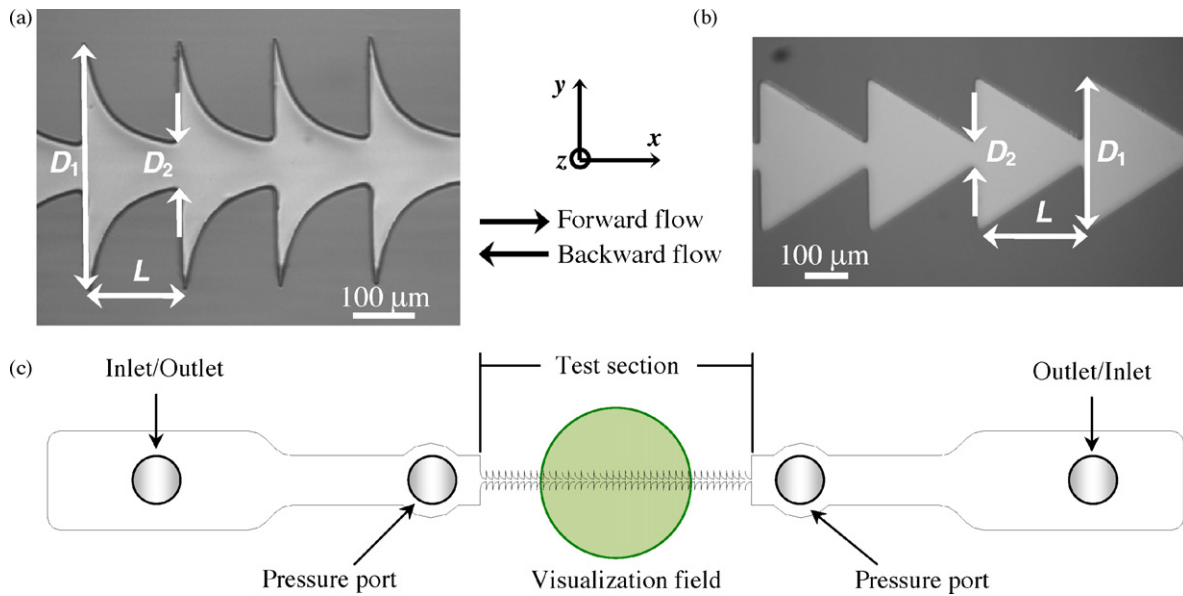 (a)
D1
D2
L
100 μm
y
x
z
Forward flow
Backward flow
(b)
D2
D1
L
100 μm
(c)
Inlet/Outlet
Test section
Outlet/Inlet
Pressure port
Visualization field
Pressure port